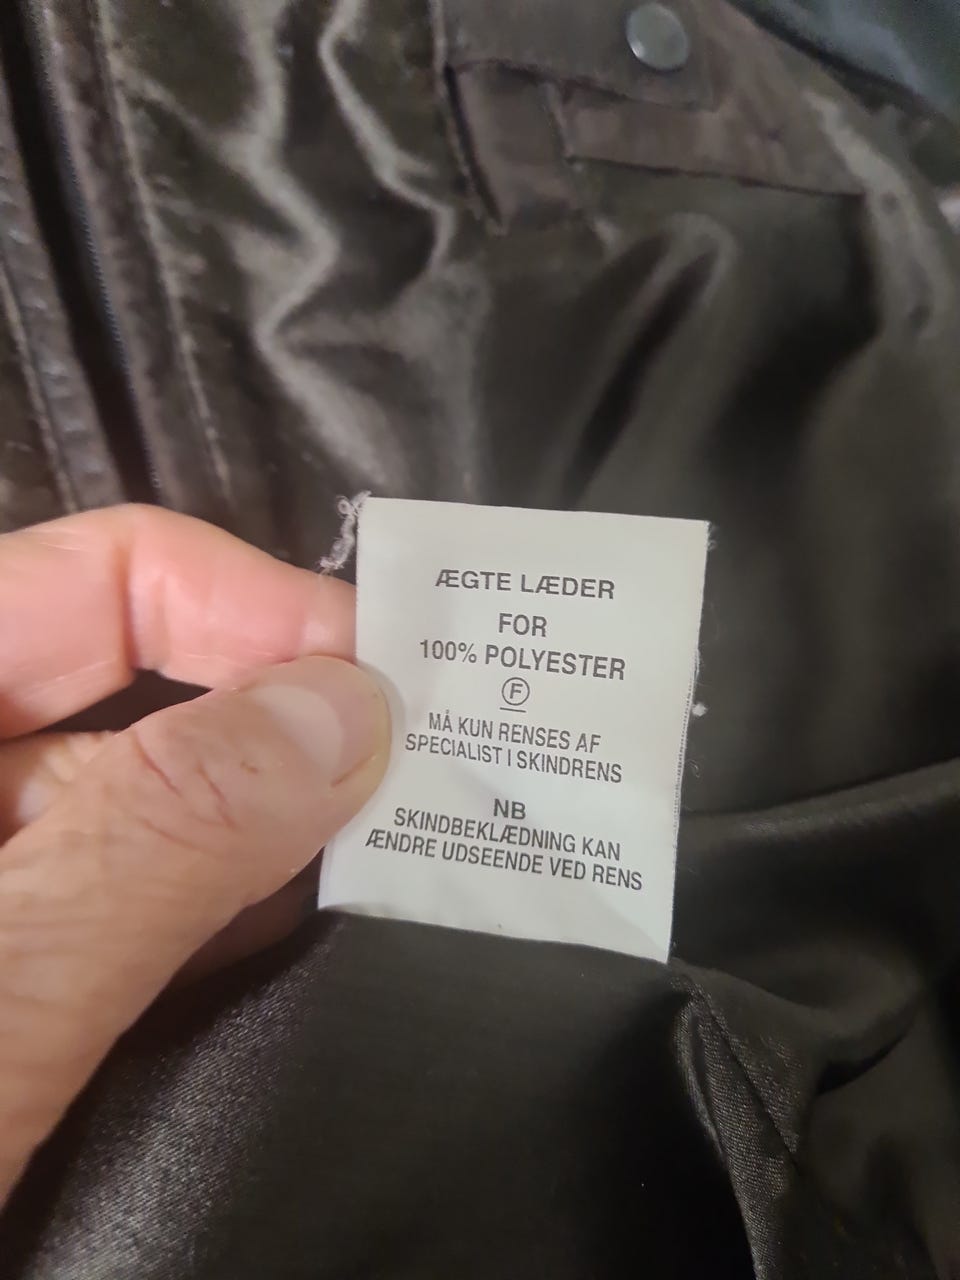 ÆGTE LÆDER
FOR
100% POLYESTER
F
MÅ KUN RENSES AF
SPECIALIST I SKINDRENS
NB
SKINDBEKLÆDNING KAN
ÆNDRE UDSEENDE VED RENS